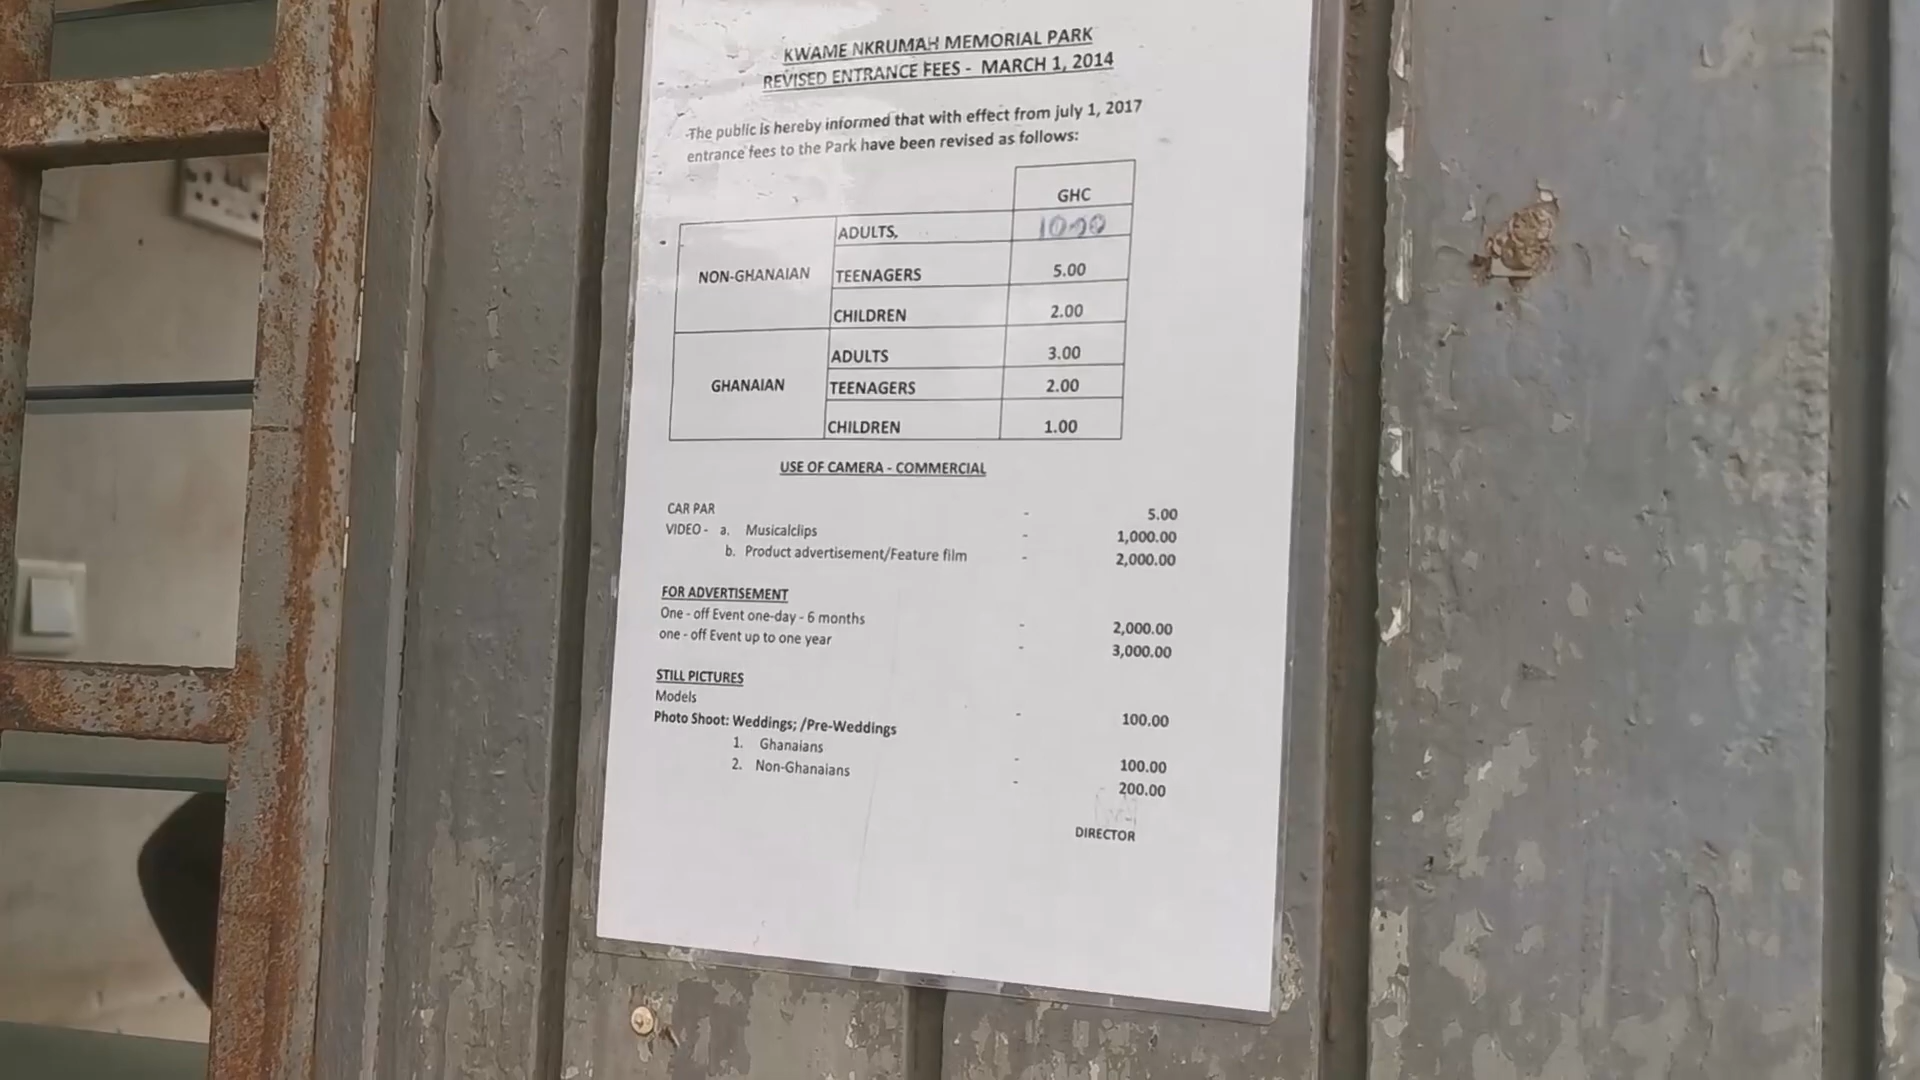 KWAME NKRUMAH MEMORIAL PARK
REVISED ENTRANCE FEES - MARCH 1, 2014
The public is hereby informed that with effect from july 1, 2017
entrance fees to the Park have been revised as follows:
GHC
NON-GHANAIAN ADULTS, 10.00
TEENAGERS 5.00
CHILDREN 2.00
GHANAIAN ADULTS 3.00
TEENAGERS 2.00
CHILDREN 1.00
USE OF CAMERA - COMMERCIAL
CAR PAR - 5.00
VIDEO - a. Musicalclips - 1,000.00
b. Product advertisement/Feature film - 2,000.00
FOR ADVERTISEMENT
One - off Event one-day - 6 months - 2,000.00
one - off Event up to one year - 3,000.00
STILL PICTURES
Models - 100.00
Photo Shoot: Weddings; /Pre-Weddings
1. Ghanaians - 100.00
2. Non-Ghanaians - 200.00
DIRECTOR